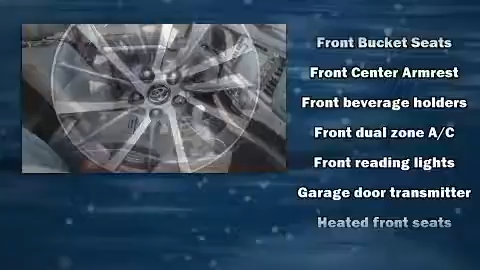 Front Bucket Seats
Front Center Armrest
Front beverage holders
Front dual zone A/C
Front reading lights
Garage door transmitter
Heated front seats